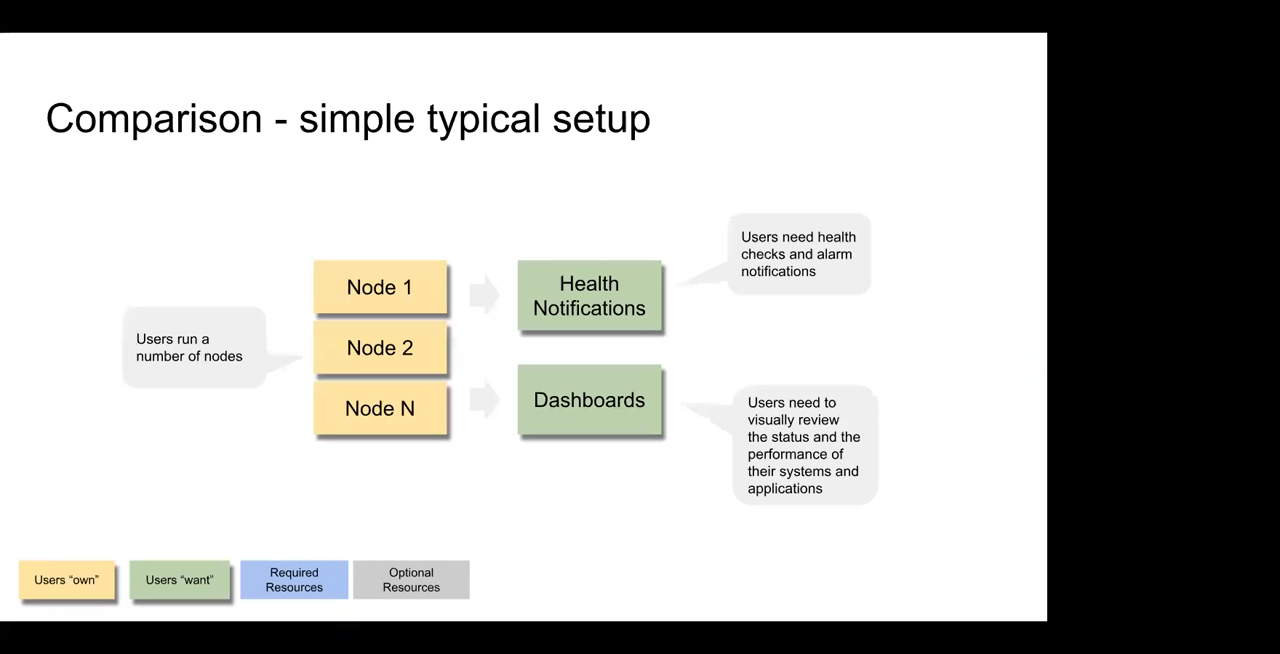 Comparison - simple typical setup
Users need health
checks and alarm
notifications
Node 1
Health
Notifications
Users run a
number of nodes
Node 2
Node N
Dashboards
Users need to
visually review
the status and the
performance of
their systems and
applications
Users “own”
Users “want”
Required
Resources
Optional
Resources